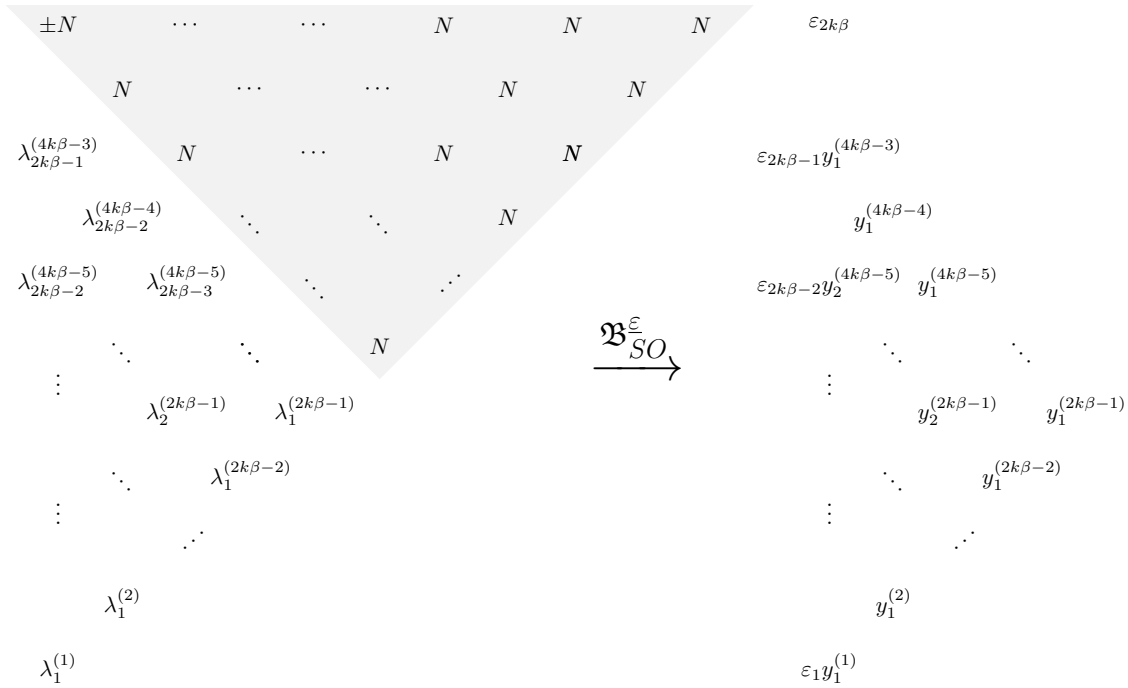 ±N ⋯ ⋯ N N N ε_{2kβ}
N ⋯ ⋯ N N
λ_{2kβ−1}^{(4kβ−3)} N ⋯ N N ε_{2kβ−1}y_1^{(4kβ−3)}
λ_{2kβ−2}^{(4kβ−4)} ⋱ ⋱ N y_1^{(4kβ−4)}
λ_{2kβ−2}^{(4kβ−5)} λ_{2kβ−3}^{(4kβ−5)} ⋱ ⋰ ε_{2kβ−2}y_2^{(4kβ−5)} y_1^{(4kβ−5)}
𝔅_{SO}^{\underline{ε}}
⟶
⋱ ⋱ N ⋱ ⋱
⋮ ⋮
λ_2^{(2kβ−1)} λ_1^{(2kβ−1)} y_2^{(2kβ−1)} y_1^{(2kβ−1)}
⋱ λ_1^{(2kβ−2)} ⋱ y_1^{(2kβ−2)}
⋮ ⋰ ⋮ ⋰
λ_1^{(2)} y_1^{(2)}
λ_1^{(1)} ε_1y_1^{(1)}